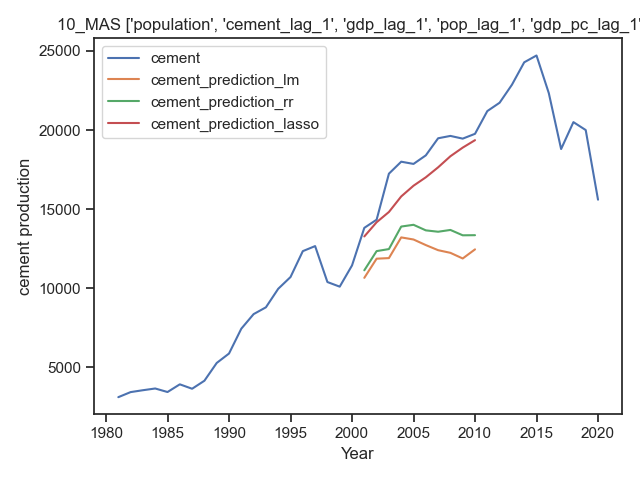 10_MAS ['population', 'cement_lag_1', 'gdp_lag_1', 'pop_lag_1', 'gdp_pc_lag_1'
cement
cement_prediction_lm
cement_prediction_rr
cement_prediction_lasso
25000
20000
15000
10000
5000
cement production
1980 1985 1990 1995 2000 2005 2010 2015 2020
Year